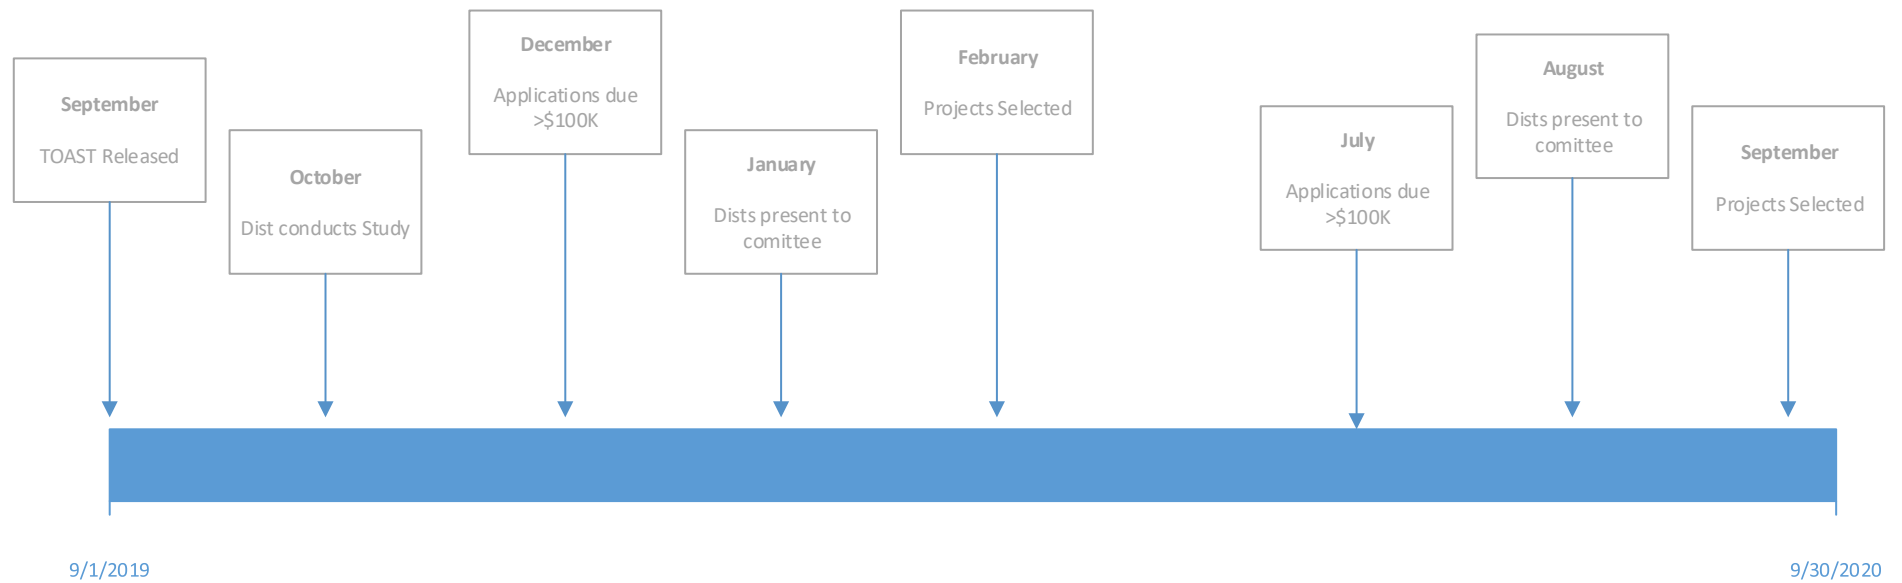 September
TOAST Released
October
Dist conducts Study
December
Applications due
>$100K
January
Dists present to
comittee
February
Projects Selected
July
Applications due
>$100K
August
Dists present to
comittee
September
Projects Selected
9/1/2019
9/30/2020